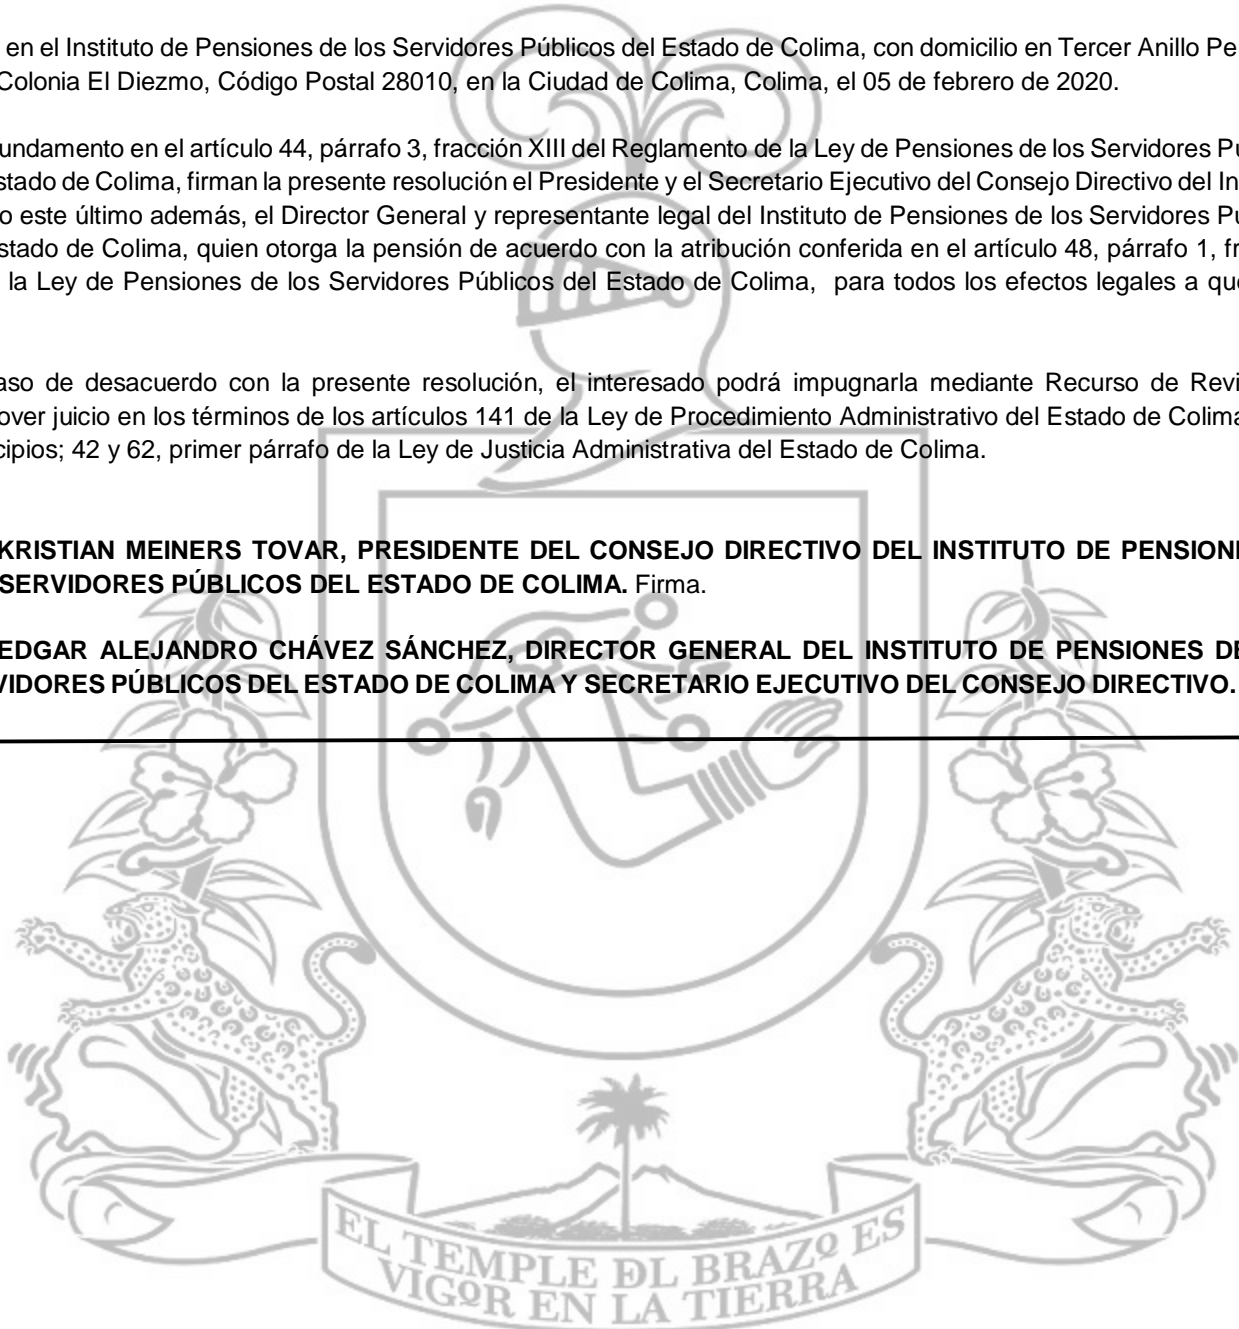 en el Instituto de Pensiones de los Servidores Públicos del Estado de Colima, con domicilio en Tercer Anillo Pe
Colonia El Diezmo, Código Postal 28010, en la Ciudad de Colima, Colima, el 05 de febrero de 2020.
undamento en el artículo 44, párrafo 3, fracción XIII del Reglamento de la Ley de Pensiones de los Servidores Pú
stado de Colima, firman la presente resolución el Presidente y el Secretario Ejecutivo del Consejo Directivo del In
o este último además, el Director General y representante legal del Instituto de Pensiones de los Servidores Pú
stado de Colima, quien otorga la pensión de acuerdo con la atribución conferida en el artículo 48, párrafo 1, fr
la Ley de Pensiones de los Servidores Públicos del Estado de Colima, para todos los efectos legales a que
aso de desacuerdo con la presente resolución, el interesado podrá impugnarla mediante Recurso de Revi
over juicio en los términos de los artículos 141 de la Ley de Procedimiento Administrativo del Estado de Colima
cipios; 42 y 62, primer párrafo de la Ley de Justicia Administrativa del Estado de Colima.
KRISTIAN MEINERS TOVAR, PRESIDENTE DEL CONSEJO DIRECTIVO DEL INSTITUTO DE PENSION
SERVIDORES PÚBLICOS DEL ESTADO DE COLIMA. Firma.
EDGAR ALEJANDRO CHÁVEZ SÁNCHEZ, DIRECTOR GENERAL DEL INSTITUTO DE PENSIONES DE
VIDORES PÚBLICOS DEL ESTADO DE COLIMA Y SECRETARIO EJECUTIVO DEL CONSEJO DIRECTIVO.
EL TEMPLE DL BRAZO ES
VIGOR EN LA TIERRA